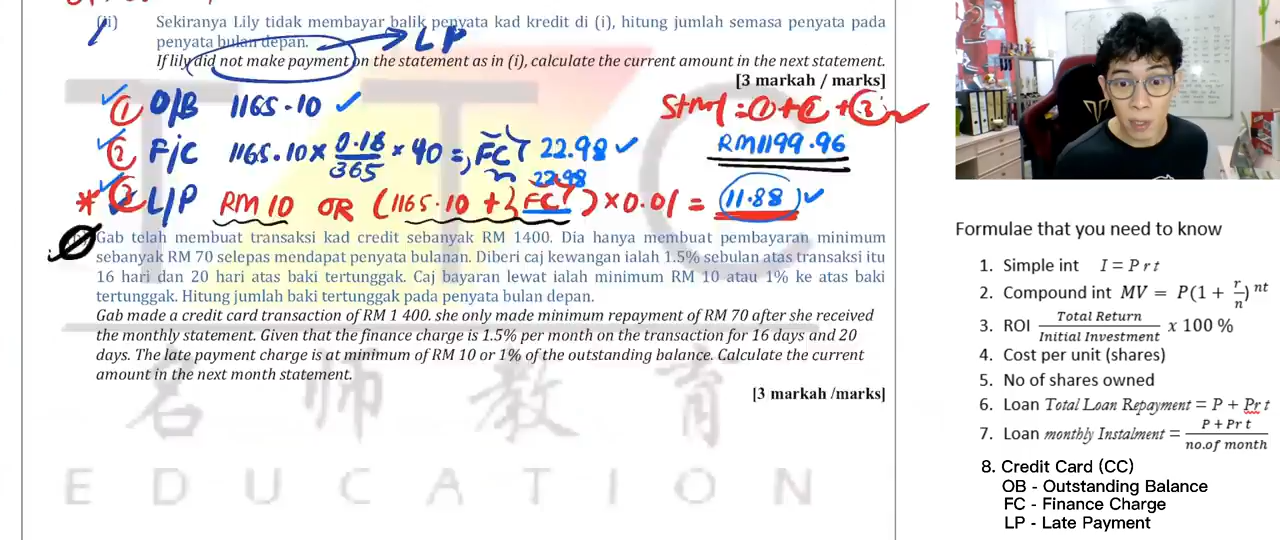 (ii) Sekiranya Lily tidak membayar balik penyata kad kredit di (i), hitung jumlah semasa penyata pada
penyata bulan depan.
→ LP
If lily did not make payment on the statement as in (i), calculate the current amount in the next statement.
[3 markah / marks]
① O/B 1165.10 ✓
Stmt = ① + ② + ③
② F/C 1165.10 × 0.18/365 × 40 = FC 22.98 ✓
RM1199.96
22.98
* ③ L/P RM 10 OR (1165.10 + FC) × 0.01 = 11.88 ✓
Gab telah membuat transaksi kad credit sebanyak RM 1400. Dia hanya membuat pembayaran minimum
sebanyak RM 70 selepas mendapat penyata bulanan. Diberi caj kewangan ialah 1.5% sebulan atas transaksi itu
16 hari dan 20 hari atas baki tertunggak. Caj bayaran lewat ialah minimum RM 10 atau 1% ke atas baki
tertunggak. Hitung jumlah baki tertunggak pada penyata bulan depan.
Gab made a credit card transaction of RM 1 400. she only made minimum repayment of RM 70 after she received
the monthly statement. Given that the finance charge is 1.5% per month on the transaction for 16 days and 20
days. The late payment charge is at minimum of RM 10 or 1% of the outstanding balance. Calculate the current
amount in the next month statement.
[3 markah /marks]
名师教育
EDUCATION
Formulae that you need to know
1. Simple int I = P r t
2. Compound int MV = P(1 + r/n)^nt
3. ROI Total Return/Initial Investment x 100 %
4. Cost per unit (shares)
5. No of shares owned
6. Loan Total Loan Repayment = P + Pr t
7. Loan monthly Instalment = P + Pr t/no.of month
8. Credit Card (CC)
OB - Outstanding Balance
FC - Finance Charge
LP - Late Payment